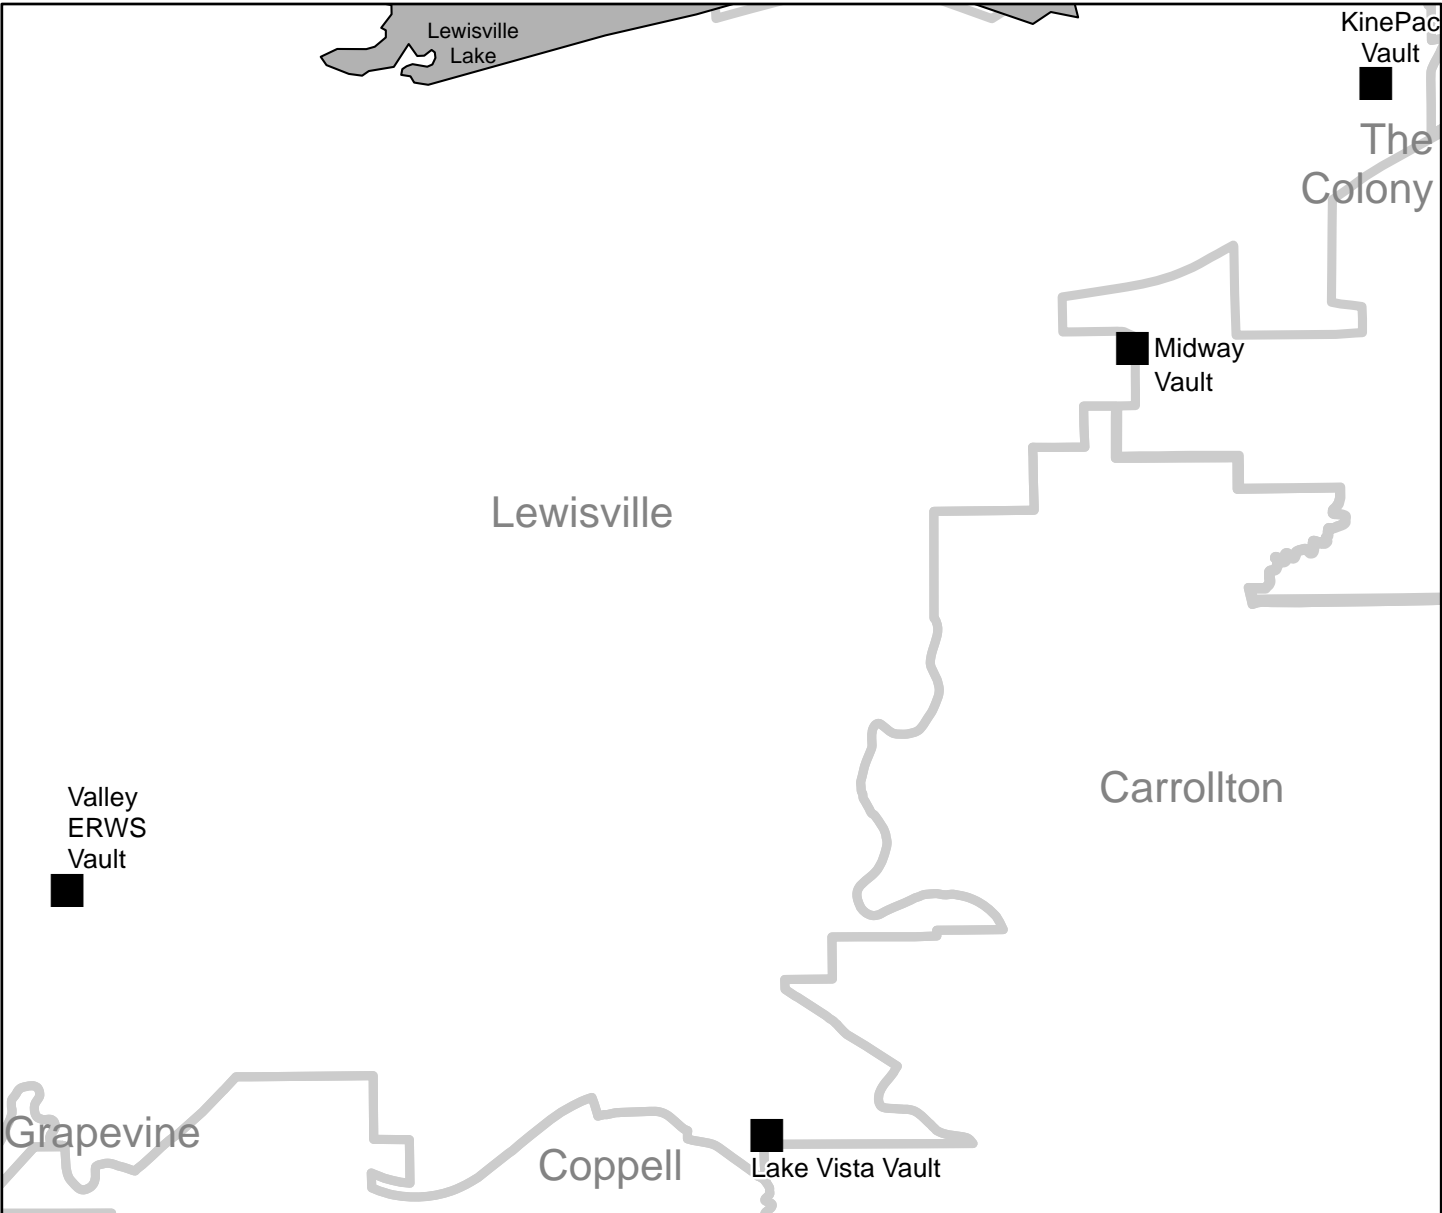 Lewisville
Lake
KinePac
Vault
The
Colony
Midway
Vault
Lewisville
Carrollton
Valley
ERWS
Vault
Grapevine
Coppell
Lake Vista Vault